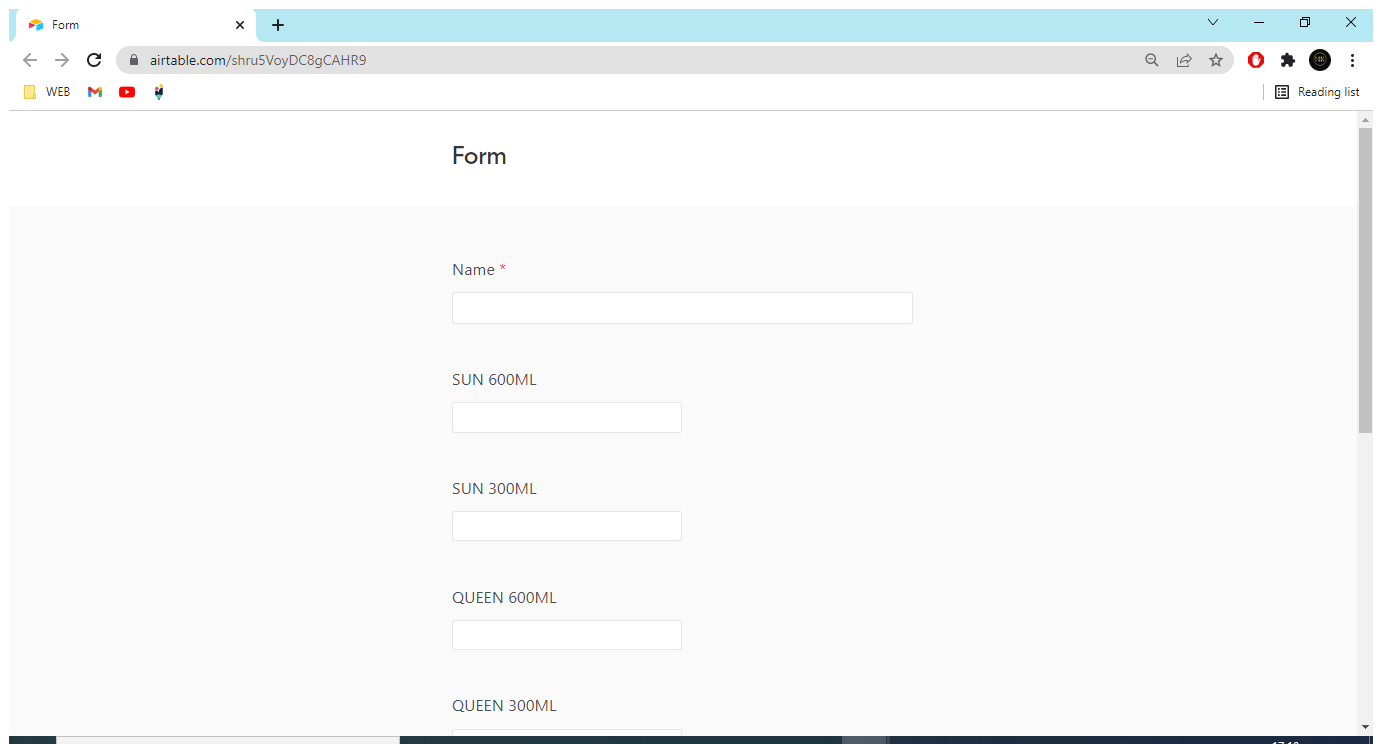 Form
airtable.com/shru5VoyDC8gCAHR9
WEB
Reading list
Form
Name *
SUN 600ML
SUN 300ML
QUEEN 600ML
QUEEN 300ML